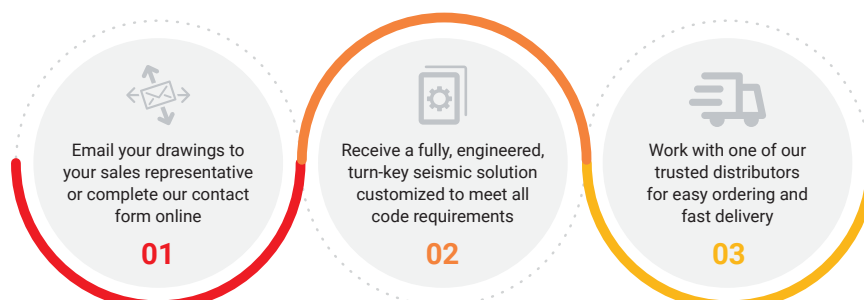 Email your drawings to
your sales representative
or complete our contact
form online
01
Receive a fully, engineered,
turn-key seismic solution
customized to meet all
code requirements
02
Work with one of our
trusted distributors
for easy ordering and
fast delivery
03